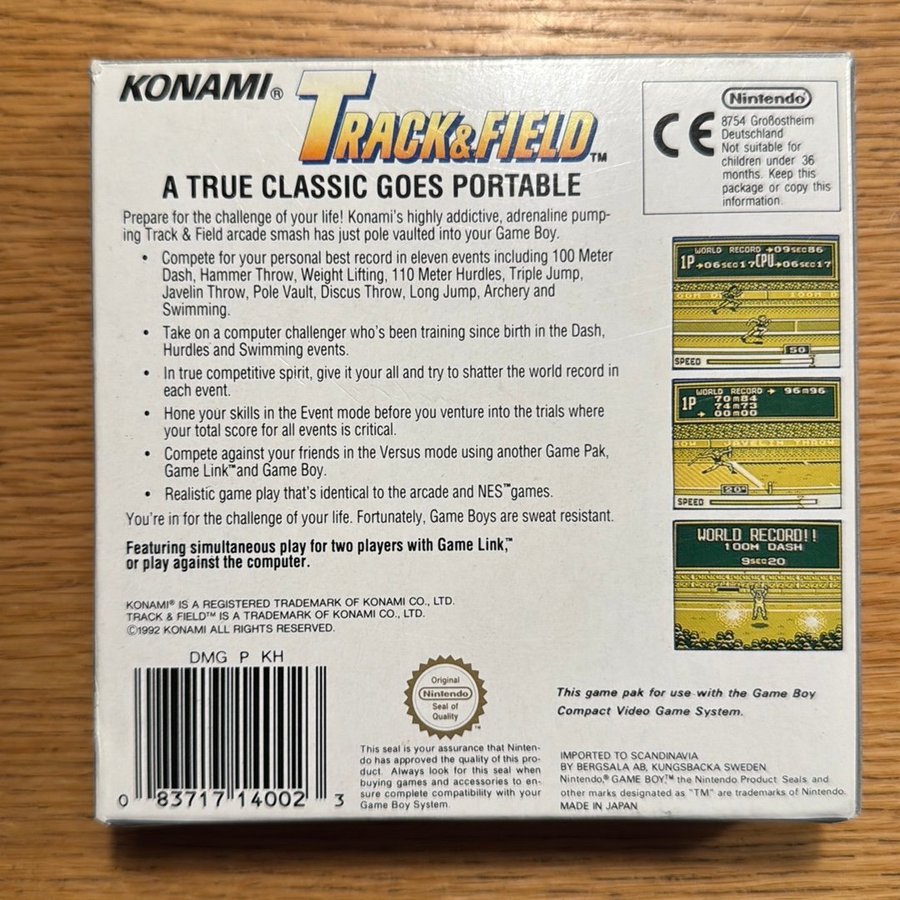 KONAMI®
TRACK & FIELD™
A TRUE CLASSIC GOES PORTABLE
Prepare for the challenge of your life! Konami's highly addictive, adrenaline pump-
ing Track & Field arcade smash has just pole vaulted into your Game Boy.
• Compete for your personal best record in eleven events including 100 Meter
Dash, Hammer Throw, Weight Lifting, 110 Meter Hurdles, Triple Jump,
Javelin Throw, Pole Vault, Discus Throw, Long Jump, Archery and
Swimming.
• Take on a computer challenger who's been training since birth in the Dash,
Hurdles and Swimming events.
• In true competitive spirit, give it your all and try to shatter the world record in
each event.
• Hone your skills in the Event mode before you venture into the trials where
your total score for all events is critical.
• Compete against your friends in the Versus mode using another Game Pak,
Game Link™ and Game Boy.
• Realistic game play that's identical to the arcade and NES™ games.
You're in for the challenge of your life. Fortunately, Game Boys are sweat resistant.
Featuring simultaneous play for two players with Game Link,™
or play against the computer.
KONAMI® IS A REGISTERED TRADEMARK OF KONAMI CO., LTD.
TRACK & FIELD™ IS A TRADEMARK OF KONAMI CO., LTD.
©1992 KONAMI ALL RIGHTS RESERVED.
CE
Nintendo®
8754 Großostheim
Deutschland
Not suitable for
children under 36
months. Keep this
package or copy this
information.
WORLD RECORD →09SEC86
1P→06SEC17 CPU→06SEC17
50
SPEED
WORLD RECORD → 96m96
1P 70m84
74m73
→ 00m00
JAVELIN THROW
20°
SPEED
WORLD RECORD!!
100M DASH
9SEC20
DMG P KH
0 83717 14002 3
Original
Nintendo
Seal of
Quality
™
This seal is your assurance that Ninten-
do has approved the quality of this pro-
duct. Always look for this seal when
buying games and accessories to en-
sure complete compatibility with your
Game Boy System.
This game pak for use with the Game Boy
Compact Video Game System.
IMPORTED TO SCANDINAVIA
BY BERGSALA AB, KUNGSBACKA SWEDEN
Nintendo,® GAME BOY,™ the Nintendo Product Seals and
other marks designated as "TM" are trademarks of Nintendo.
MADE IN JAPAN